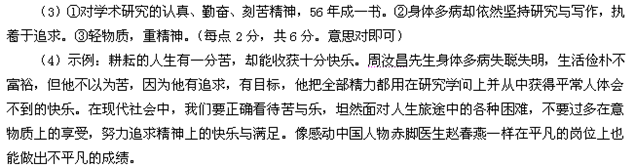 （3）①对学术研究的认真、勤奋、刻苦精神，56 年成一书。②身体多病却依然坚持研究与写作，执
着于追求。③轻物质，重精神。（每点 2 分，共 6 分。意思对即可）
（4）示例：耕耘的人生有一分苦，却能收获十分快乐。周汝昌先生身体多病失聪失明，生活俭朴不
富裕，但他不以为苦，因为他有追求，有目标，他把全部精力都用在研究学问上并从中获得平常人体会
不到的快乐。在现代社会中，我们要正确看待苦与乐，坦然面对人生旅途中的各种困难，不要过多在意
物质上的享受，努力追求精神上的快乐与满足。像感动中国人物赤脚医生赵春燕一样在平凡的岗位上也
能做出不平凡的成绩。